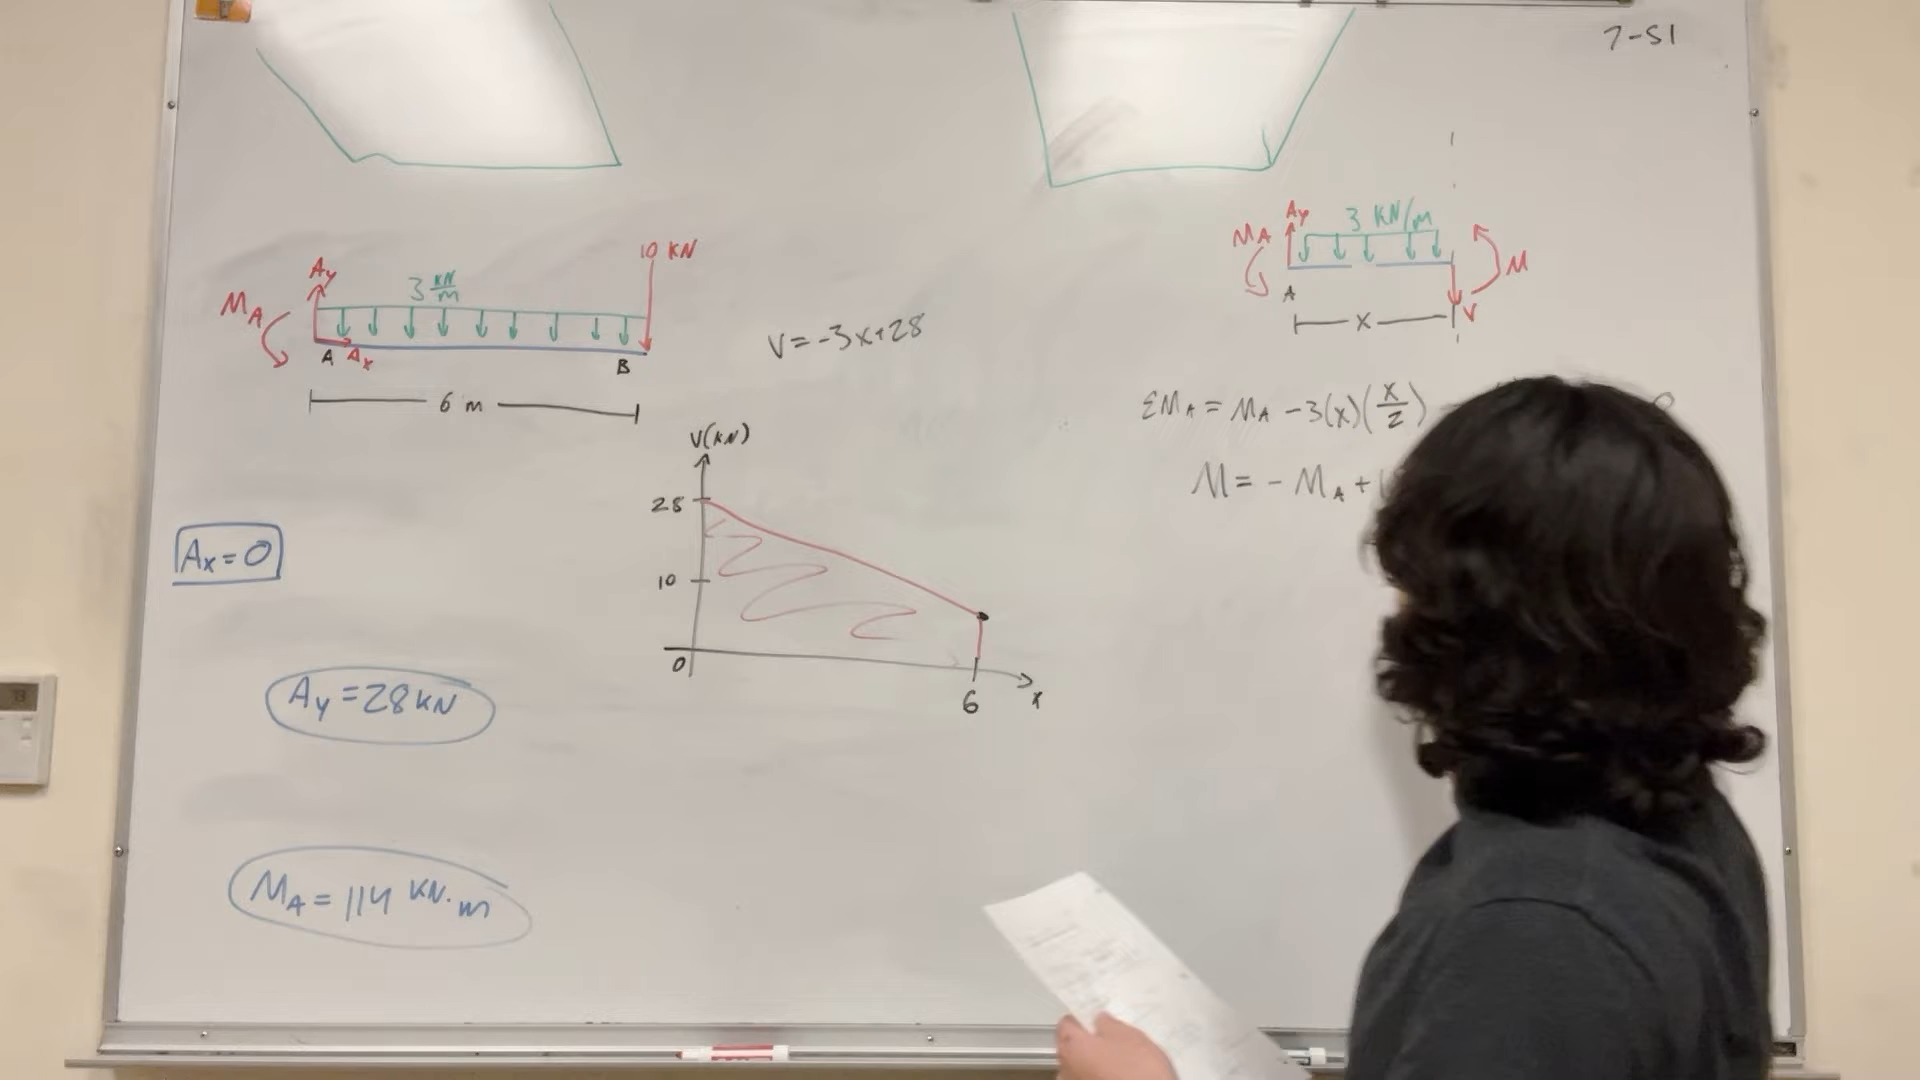 7-51
10 KN
Ay
3 KN/m
MA
A Ax
B
6 m
V = -3x+28
V(KN)
28
10
0
6
x
Ax = 0
Ay = 28 KN
MA = 114 KN·m
Ay
3 KN/m
MA
M
A
V
x
ΣMA = MA -3(x)(x/2)
M = - MA +